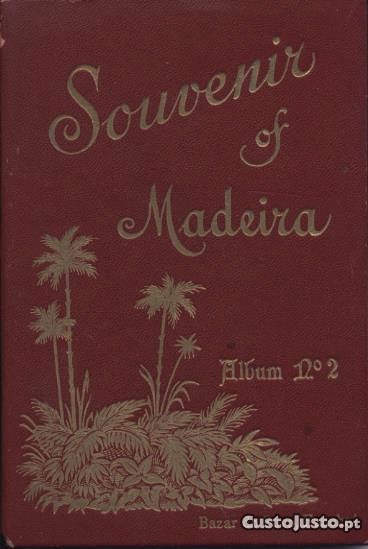 Souvenir
of
Madeira
Album Nº 2
Bazar
CustoJusto.pt